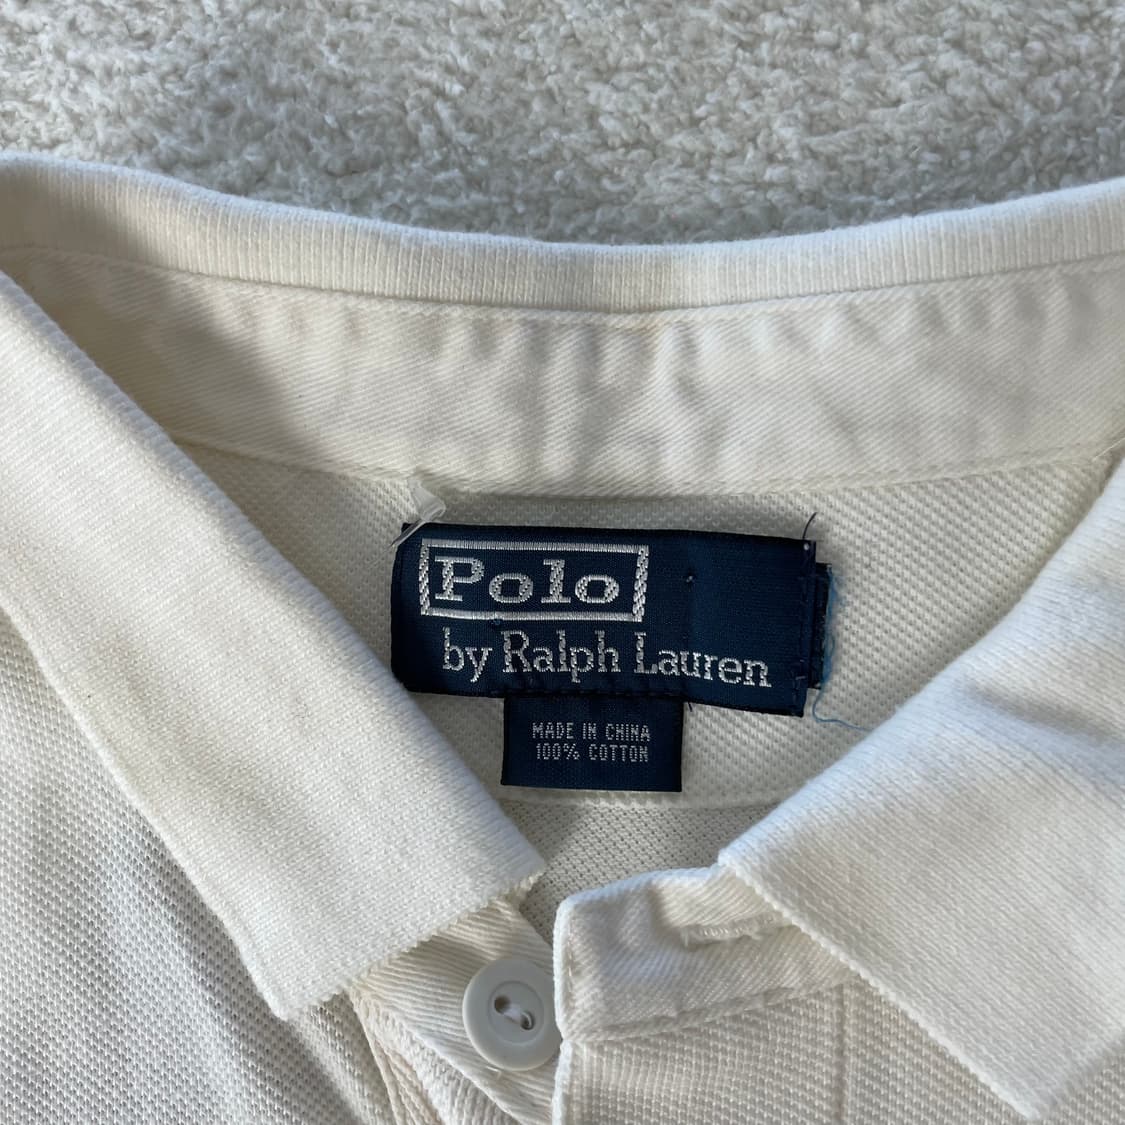 Polo
by Ralph Lauren
MADE IN CHINA
100% COTTON